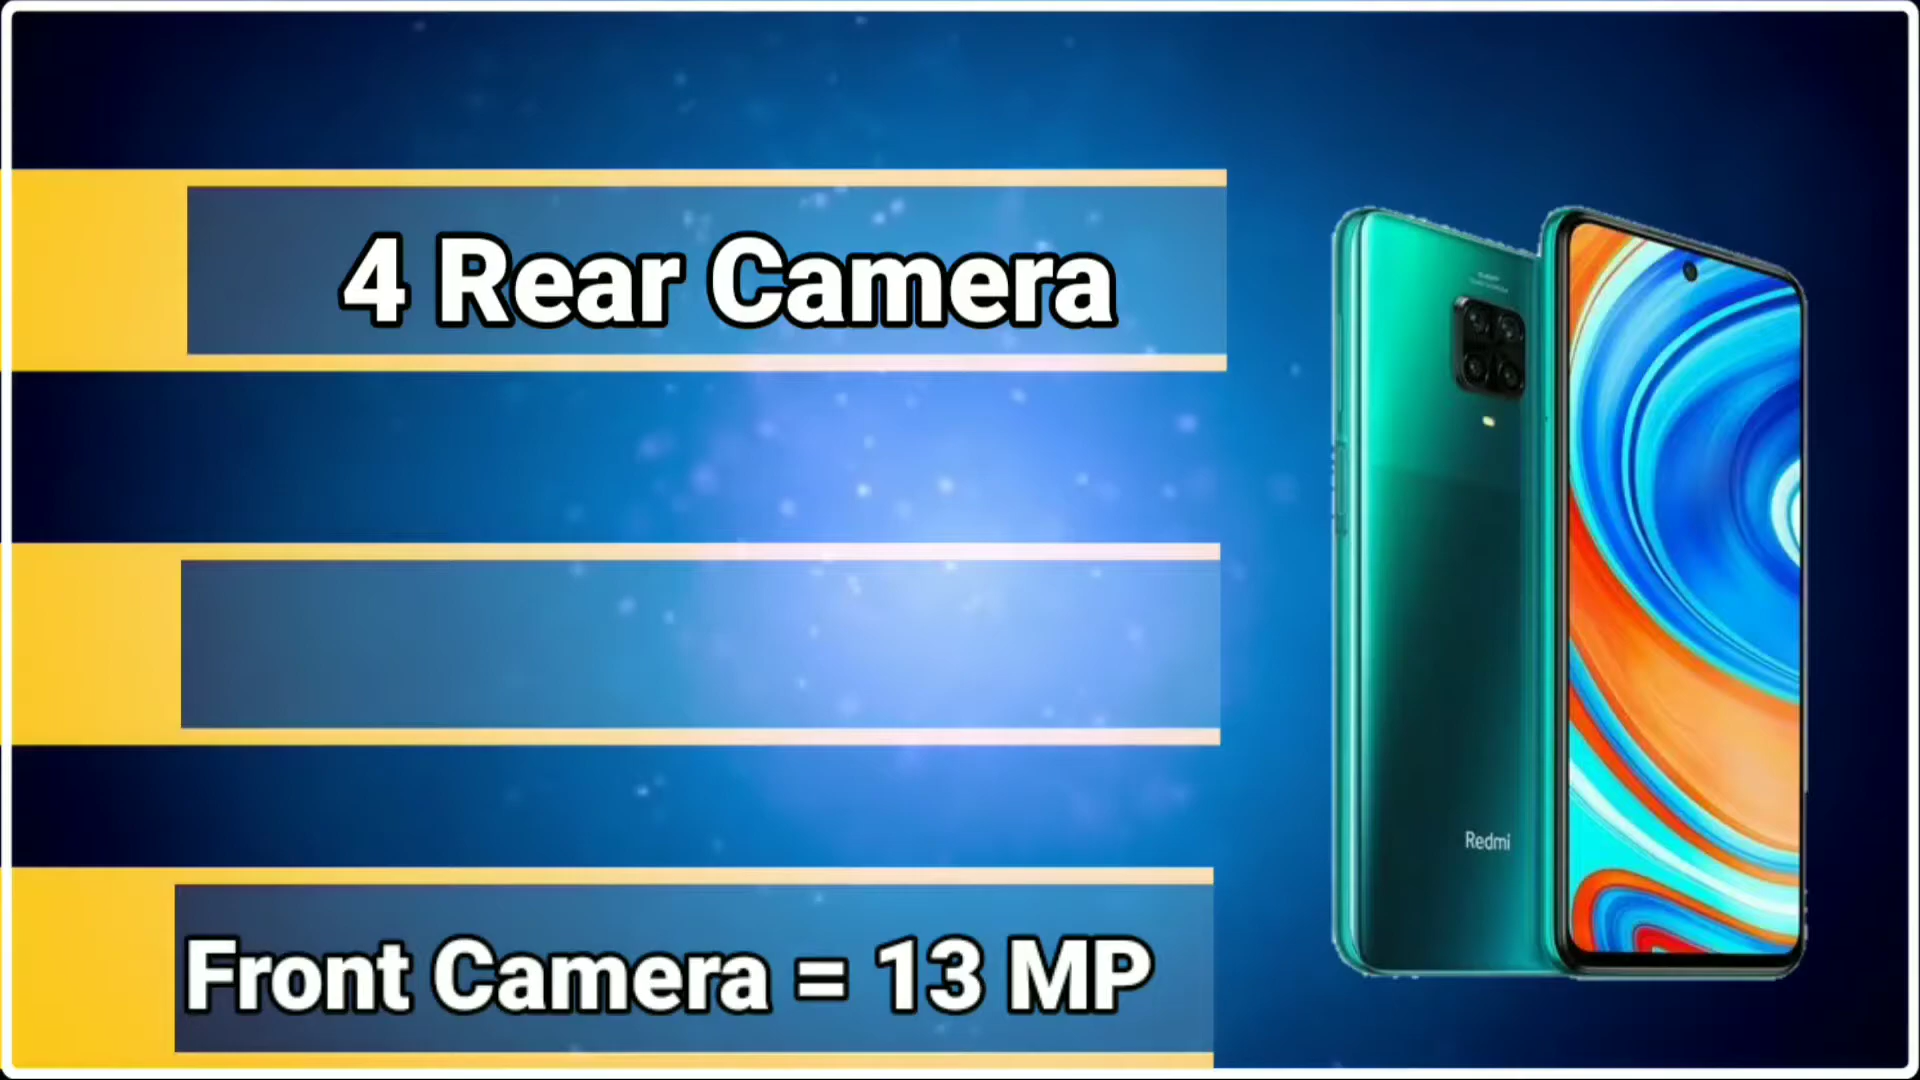 4 Rear Camera
Redmi
Front Camera = 13 MP